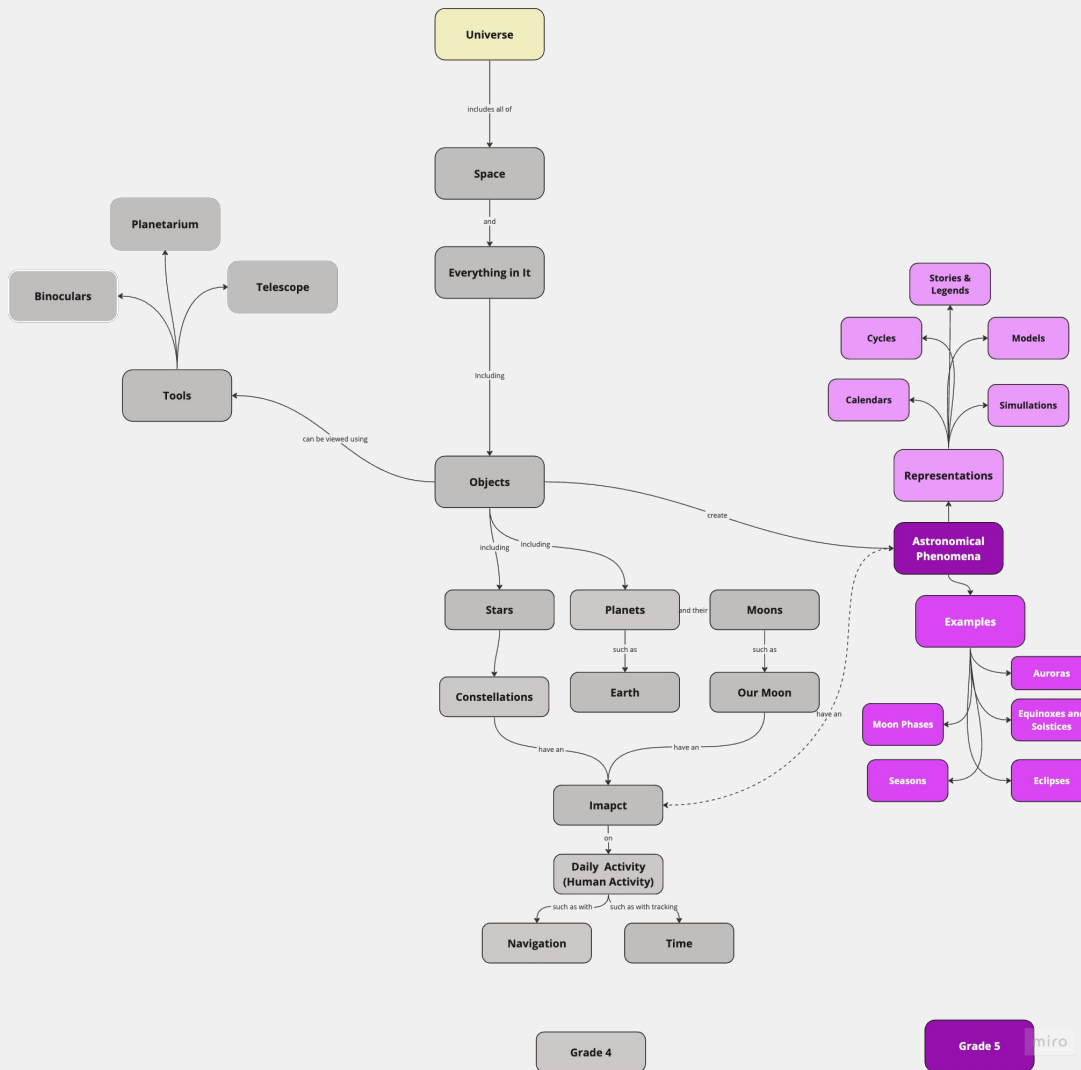 Universe
includes all of
Space
and
Everything in It
Planetarium
Binoculars
Telescope
Tools
Including
can be viewed using
Objects
create
including
Including
Stars
Planets
and their
Moons
such as
such as
Constellations
Earth
Our Moon
have an
have an
have an
Imapct
on
Daily Activity
(Human Activity)
such as with
such as with tracking
Navigation
Time
Stories &
Legends
Cycles
Models
Calendars
Simullations
Representations
Astronomical
Phenomena
Examples
Auroras
Moon Phases
Equinoxes and
Solstices
Seasons
Eclipses
Grade 4
Grade 5
miro